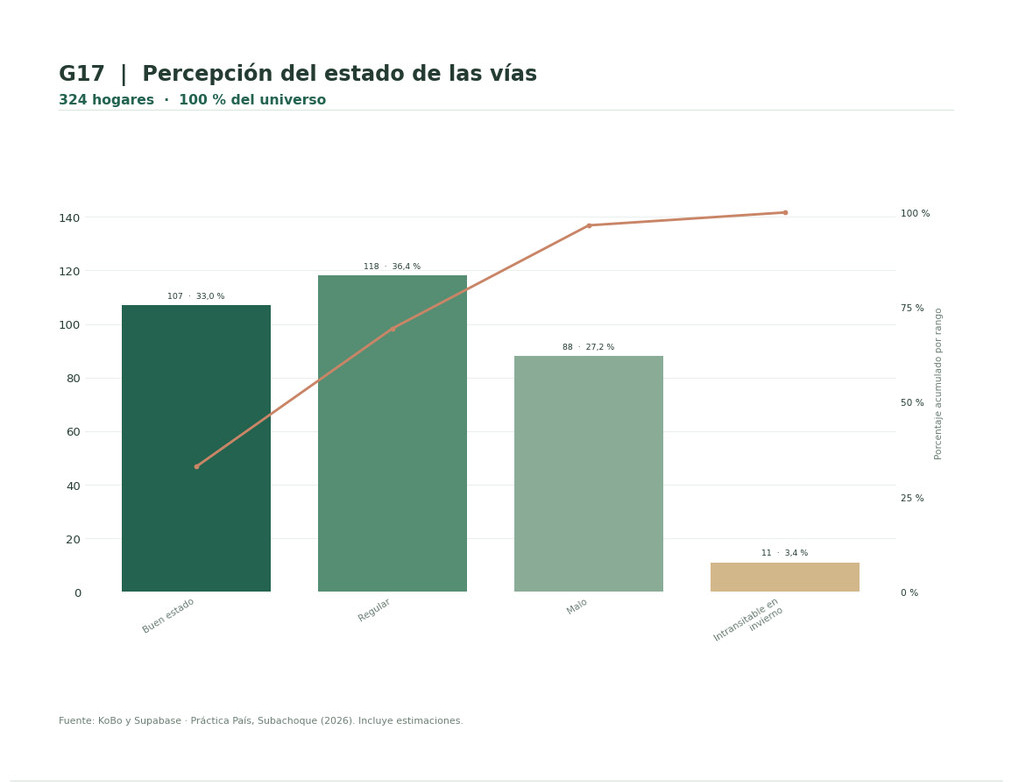 G17 | Percepción del estado de las vías
324 hogares · 100 % del universo
140
120
100
80
60
40
20
0
107 · 33,0 %
118 · 36,4 %
88 · 27,2 %
11 · 3,4 %
100 %
75 %
50 %
25 %
0 %
Porcentaje acumulado por rango
Buen estado
Regular
Malo
Intransitable en
invierno
Fuente: KoBo y Supabase · Práctica País, Subachoque (2026). Incluye estimaciones.